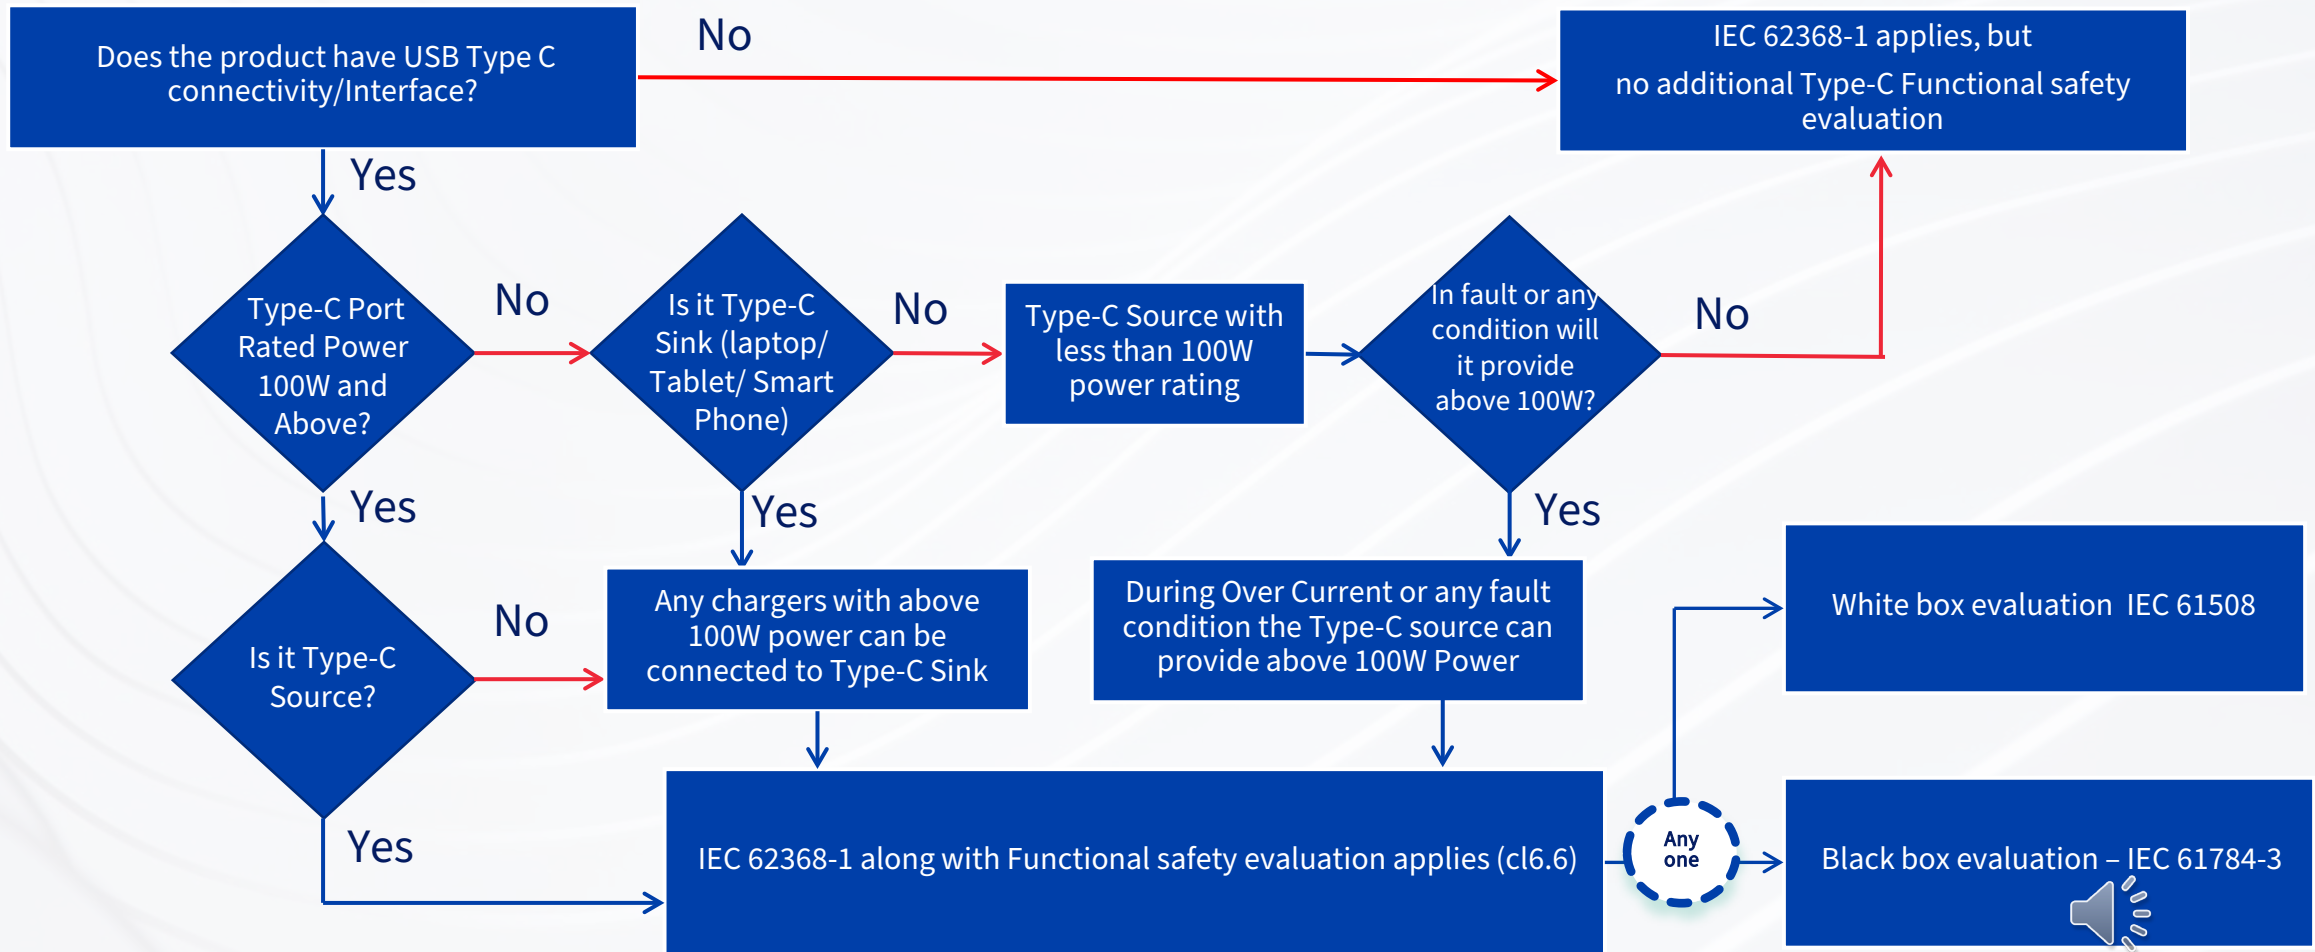 Does the product have USB Type C
connectivity/Interface?
No
IEC 62368-1 applies, but
no additional Type-C Functional safety
evaluation
Yes
Type-C Port
Rated Power
100W and
Above?
No
Is it Type-C
Sink (laptop/
Tablet/ Smart
Phone)
No
Type-C Source with
less than 100W
power rating
In fault or any
condition will
it provide
above 100W?
No
Yes
Yes
Yes
Is it Type-C
Source?
No
Any chargers with above
100W power can be
connected to Type-C Sink
During Over Current or any fault
condition the Type-C source can
provide above 100W Power
White box evaluation IEC 61508
Yes
IEC 62368-1 along with Functional safety evaluation applies (cl6.6)
Any
one
Black box evaluation – IEC 61784-3